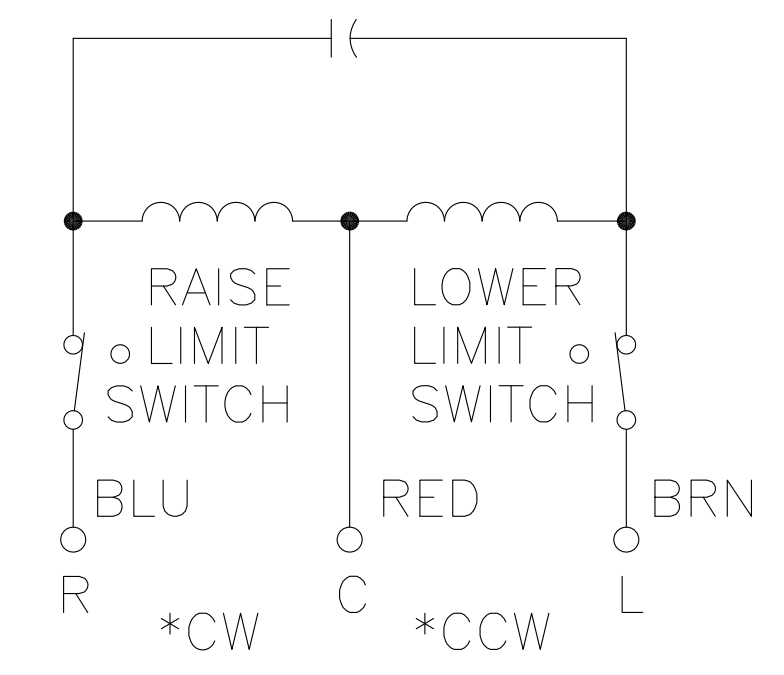 RAISE
LIMIT
SWITCH
LOWER
LIMIT
SWITCH
BLU
RED
BRN
R
C
L
*CW
*CCW